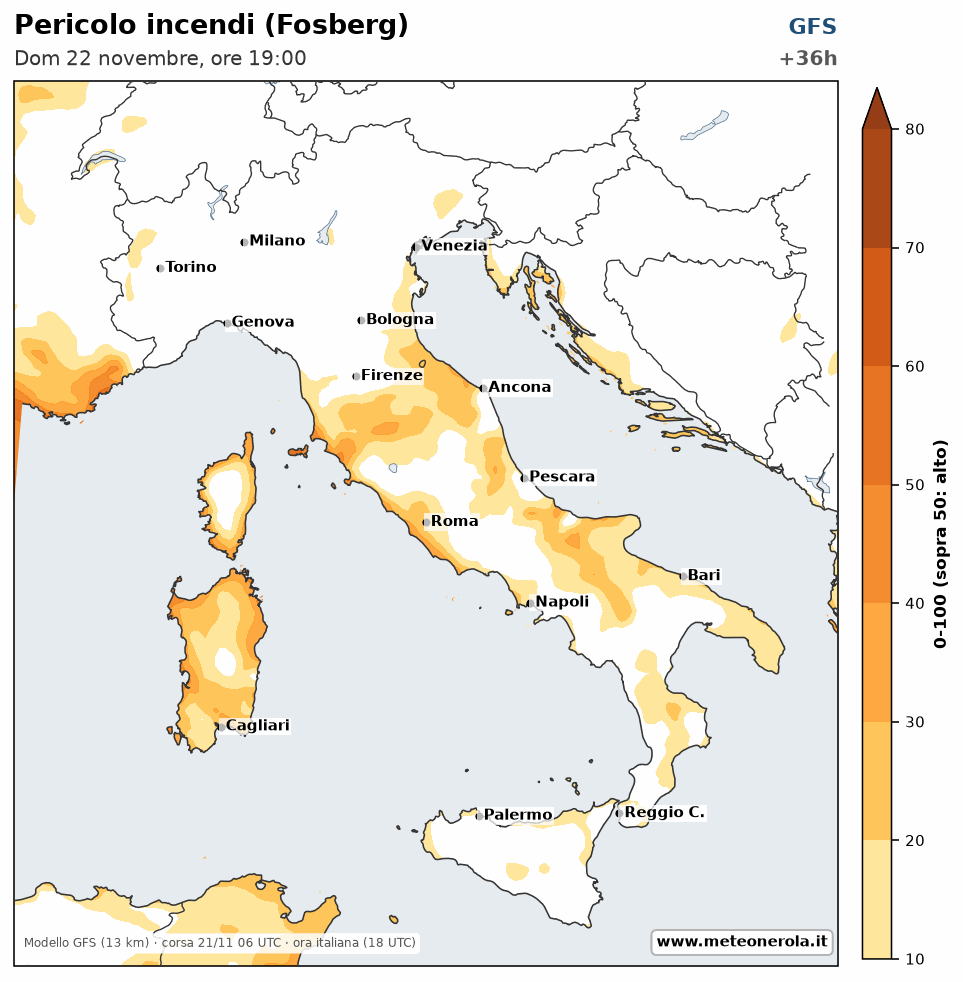 Pericolo incendi (Fosberg)
GFS
Dom 22 novembre, ore 19:00
+36h
Milano
Venezia
Torino
Genova
Bologna
Firenze
Ancona
Pescara
Roma
Bari
Napoli
Cagliari
Palermo
Reggio C.
80
70
60
50
40
30
20
10
0-100 (sopra 50: alto)
Modello GFS (13 km) · corsa 21/11 06 UTC · ora italiana (18 UTC)
www.meteonerola.it